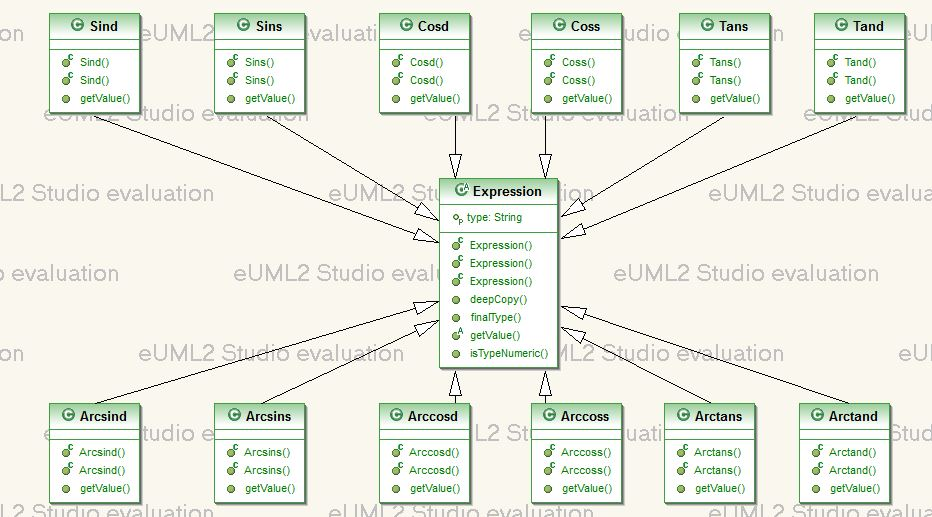 Sind Sins Cosd Coss Tans Tand
Sind() Sins() Cosd() Coss() Tans() Tand()
Sind() Sins() Cosd() Coss() Tans() Tand()
getValue() getValue() getValue() getValue() getValue() getValue()
Expression
type: String
Expression()
Expression()
Expression()
deepCopy()
finalType()
getValue()
isTypeNumeric()
Arcsind Arcsins Arccosd Arccoss Arctans Arctand
Arcsind() Arcsins() Arccosd() Arccoss() Arctans() Arctand()
Arcsind() Arcsins() Arccosd() Arccoss() Arctans() Arctand()
getValue() getValue() getValue() getValue() getValue() getValue()
eUML2 Studio evaluation